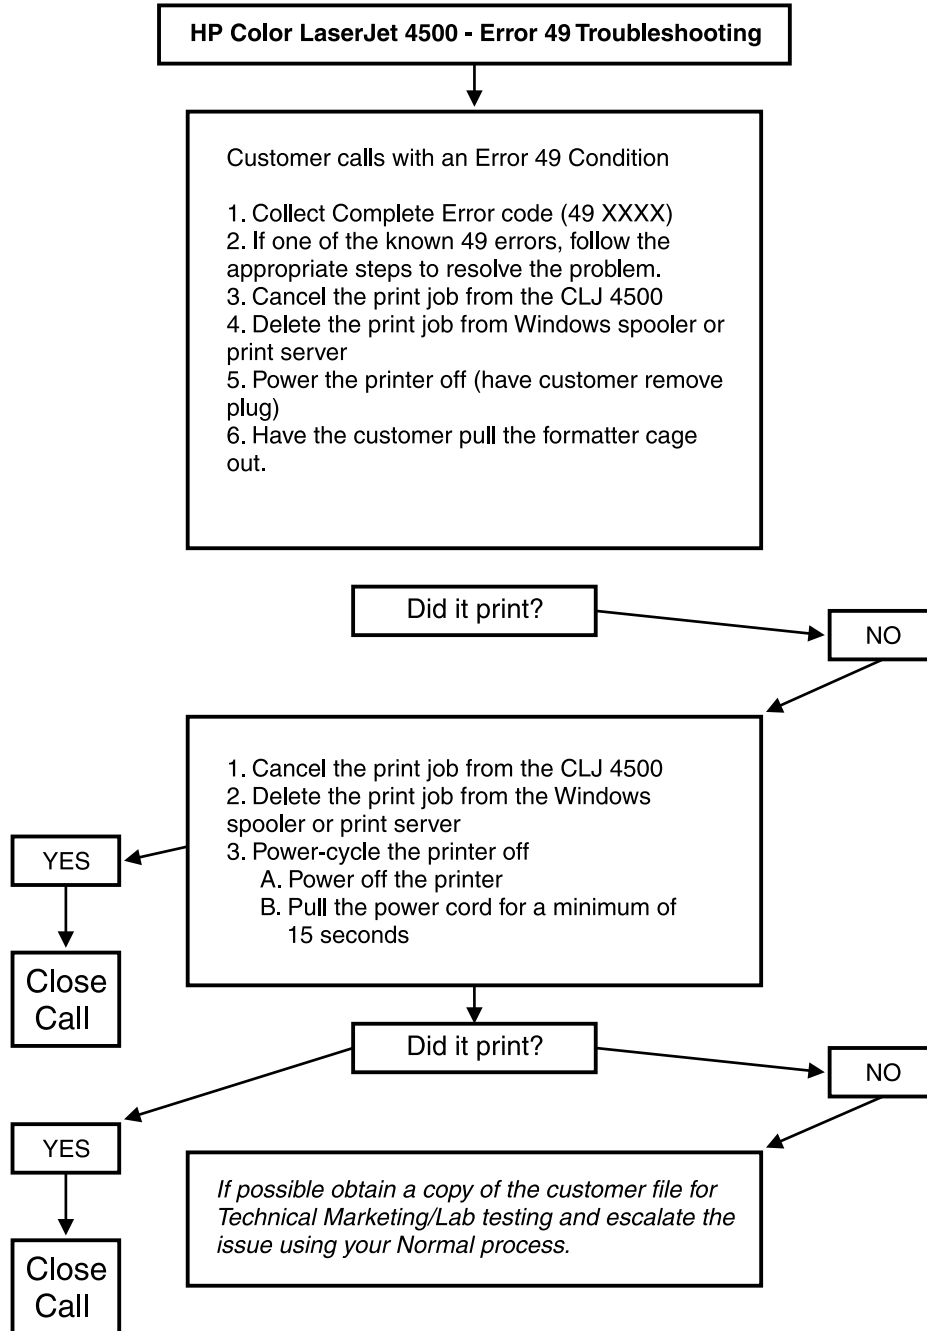 HP Color LaserJet 4500 - Error 49 Troubleshooting
Customer calls with an Error 49 Condition
1. Collect Complete Error code (49 XXXX)
2. If one of the known 49 errors, follow the
appropriate steps to resolve the problem.
3. Cancel the print job from the CLJ 4500
4. Delete the print job from Windows spooler or
print server
5. Power the printer off (have customer remove
plug)
6. Have the customer pull the formatter cage
out.
Did it print?
NO
1. Cancel the print job from the CLJ 4500
2. Delete the print job from the Windows
spooler or print server
3. Power-cycle the printer off
A. Power off the printer
B. Pull the power cord for a minimum of
15 seconds
YES
Close
Call
Did it print?
NO
YES
If possible obtain a copy of the customer file for
Technical Marketing/Lab testing and escalate the
issue using your Normal process.
Close
Call